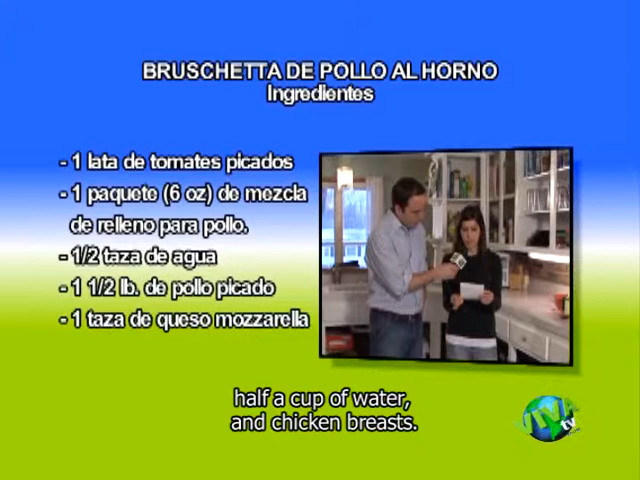 BRUSCHETTA DE POLLO AL HORNO
Ingredientes
- 1 lata de tomates picados
- 1 paquete (6 oz) de mezcla
de relleno para pollo.
- 1/2 taza de agua
- 1 1/2 lb. de pollo picado
- 1 taza de queso mozzarella
half a cup of water,
and chicken breasts.
VIVA
tv